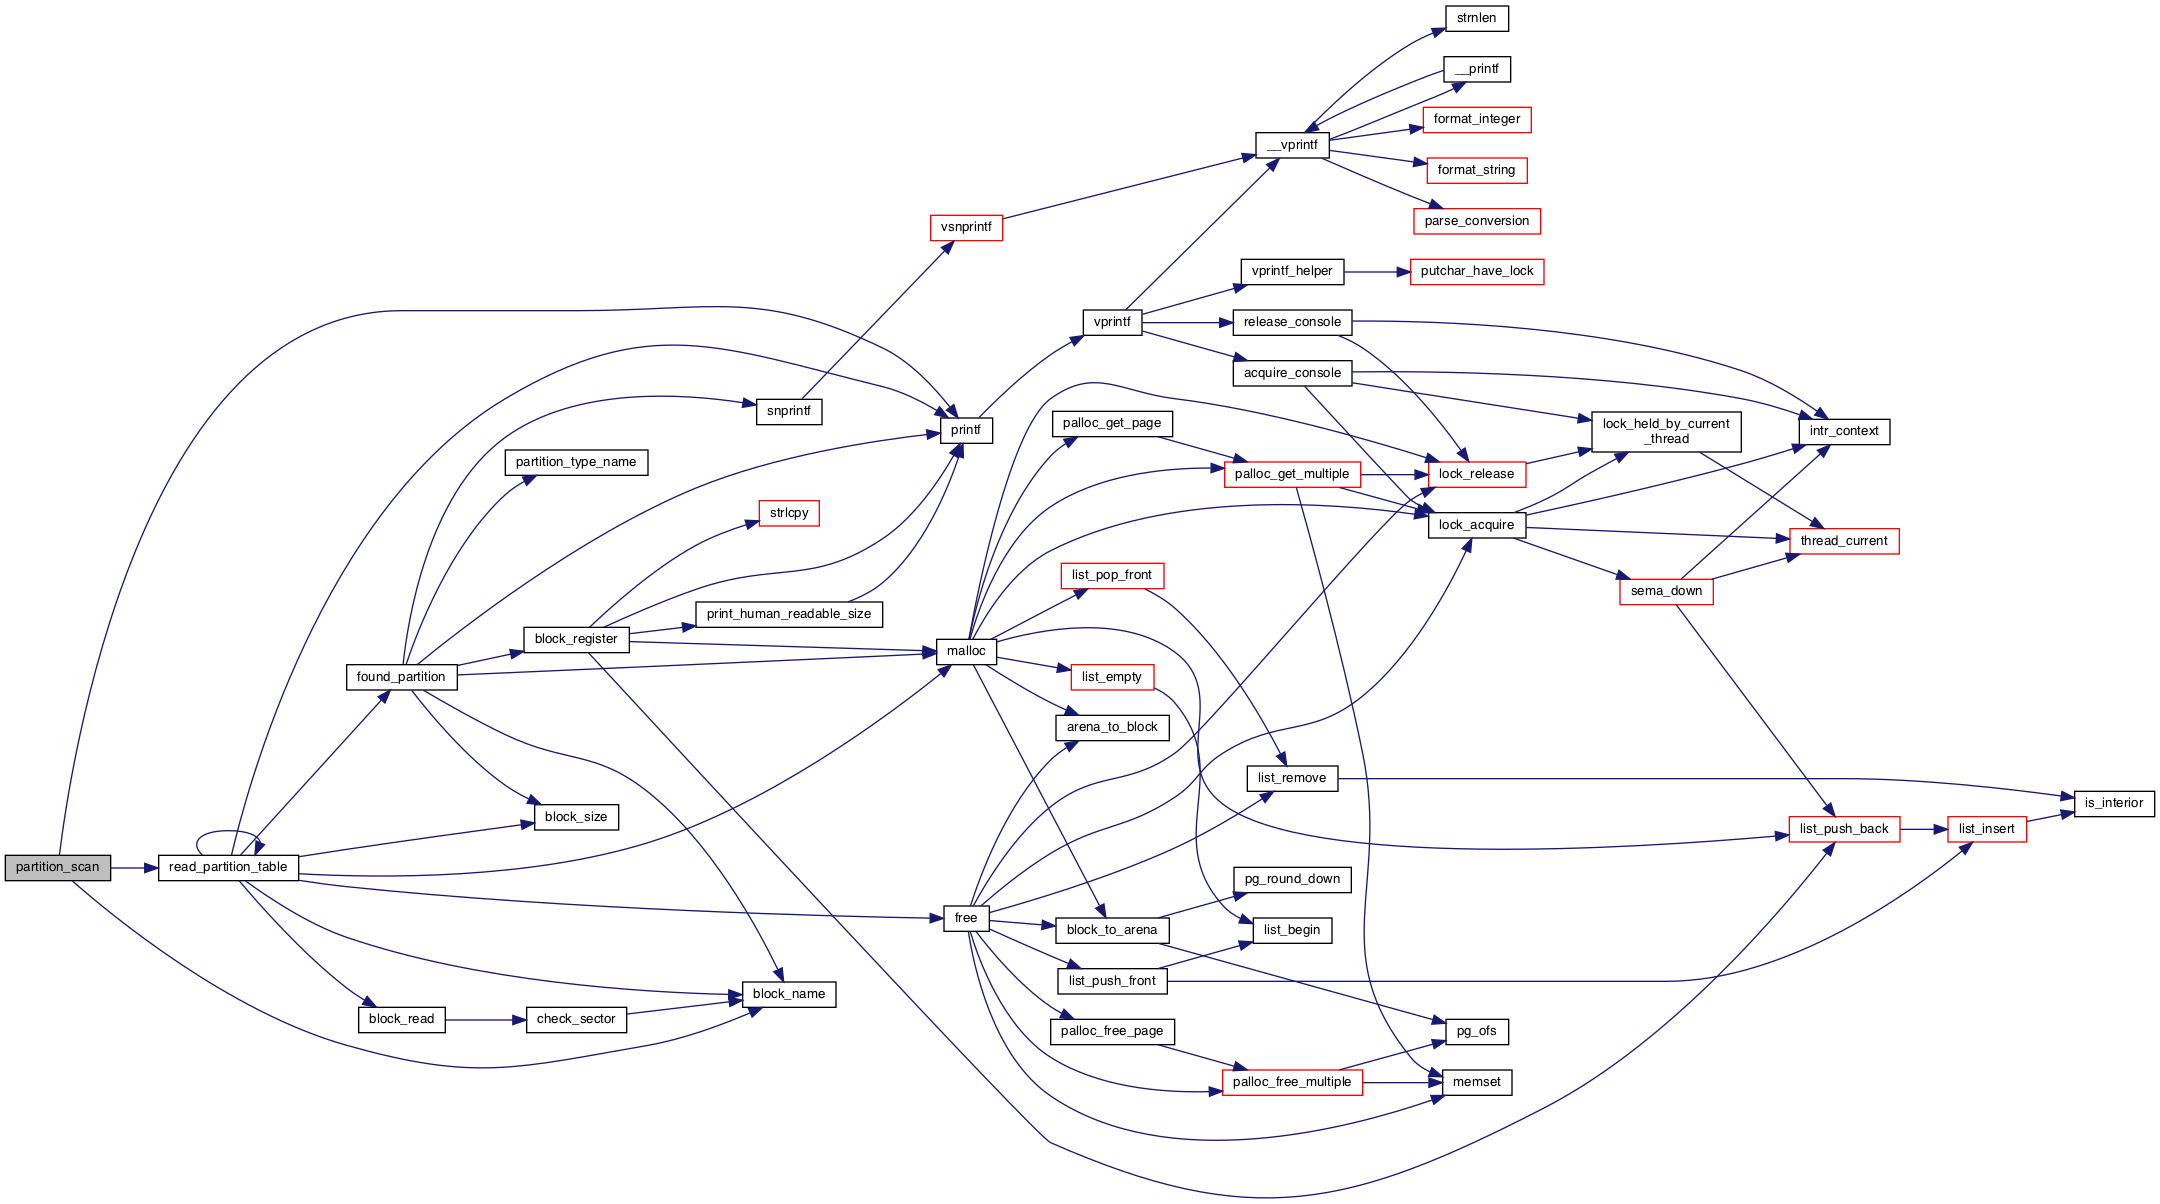 strnlen
__printf
format_integer
__vprintf
format_string
parse_conversion
vsnprintf
vprintf_helper
putchar_have_lock
vprintf
release_console
acquire_console
snprintf
printf
palloc_get_page
lock_held_by_current
_thread
intr_context
partition_type_name
palloc_get_multiple
lock_release
strlcpy
lock_acquire
thread_current
list_pop_front
sema_down
print_human_readable_size
block_register
malloc
found_partition
list_empty
arena_to_block
list_remove
is_interior
block_size
list_push_back
list_insert
partition_scan
read_partition_table
pg_round_down
free
block_to_arena
list_begin
list_push_front
block_name
block_read
check_sector
palloc_free_page
pg_ofs
palloc_free_multiple
memset